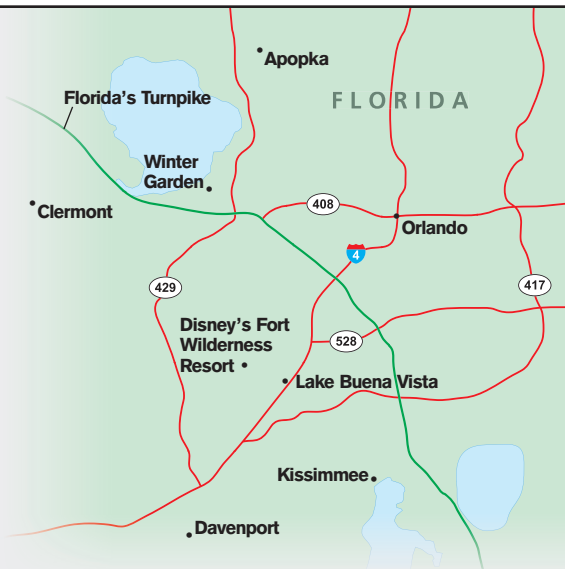 Apopka
FLORIDA
Florida's Turnpike
Winter
Garden
Clermont
408
Orlando
4
429
417
Disney's Fort
Wilderness
Resort
528
Lake Buena Vista
Kissimmee
Davenport